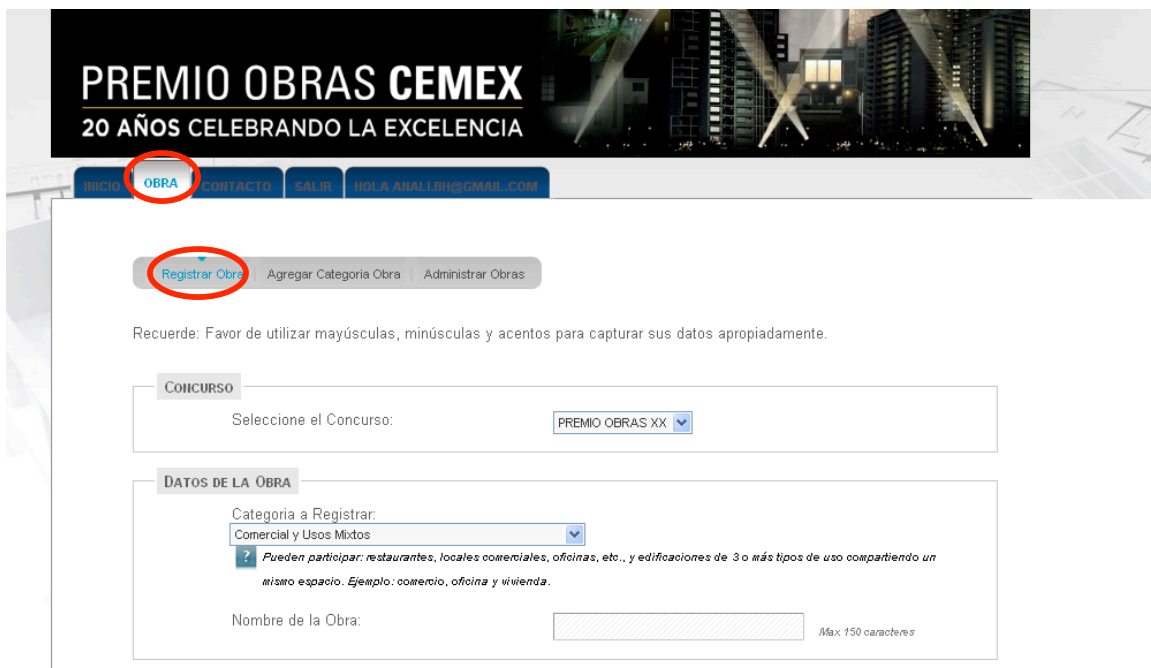 PREMIO OBRAS CEMEX
20 AÑOS CELEBRANDO LA EXCELENCIA
INICIO OBRA CONTACTO SALIR HOLA ANALI.BH@GMAIL.COM
Registrar Obra Agregar Categoria Obra Administrar Obras
Recuerde: Favor de utilizar mayúsculas, minúsculas y acentos para capturar sus datos apropiadamente.
CONCURSO
Seleccione el Concurso: PREMIO OBRAS XX
DATOS DE LA OBRA
Categoria a Registrar:
Comercial y Usos Mixtos
? Pueden participar: restaurantes, locales comerciales, oficinas, etc., y edificaciones de 3 o más tipos de uso compartiendo un
mismo espacio. Ejemplo: comercio, oficina y vivienda.
Nombre de la Obra: Max 150 caracteres